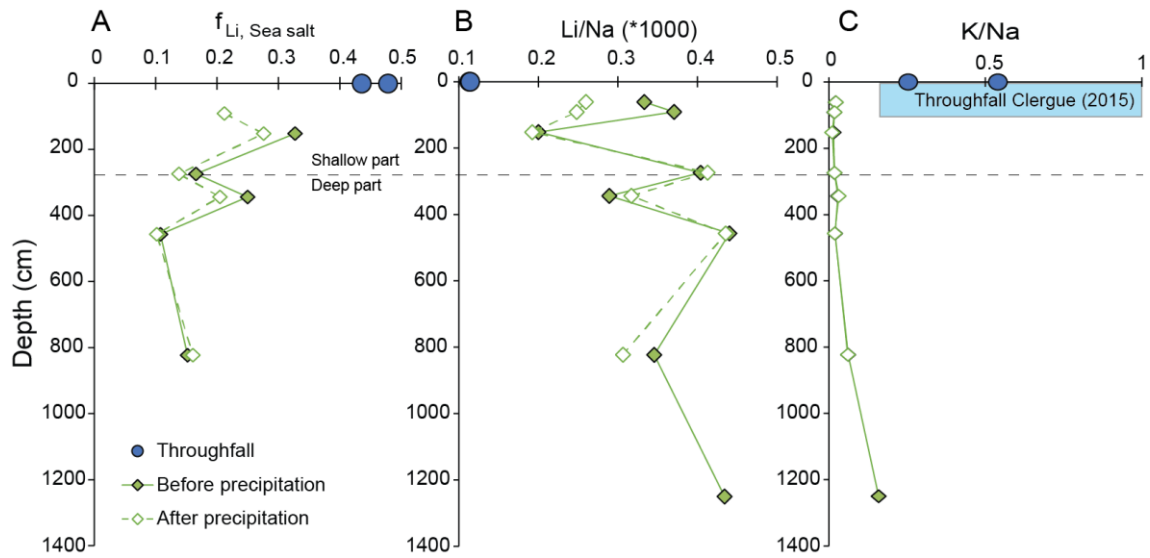 A
f Li, Sea salt
0 0.1 0.2 0.3 0.4 0.5
B
Li/Na (*1000)
0.1 0.2 0.3 0.4 0.5
C
K/Na
0 0.5 1
Depth (cm)
0
200
400
600
800
1000
1200
1400
Shallow part
Deep part
Throughfall
Before precipitation
After precipitation
0
200
400
600
800
1000
1200
1400
0
200
400
600
800
1000
1200
1400
Throughfall Clergue (2015)